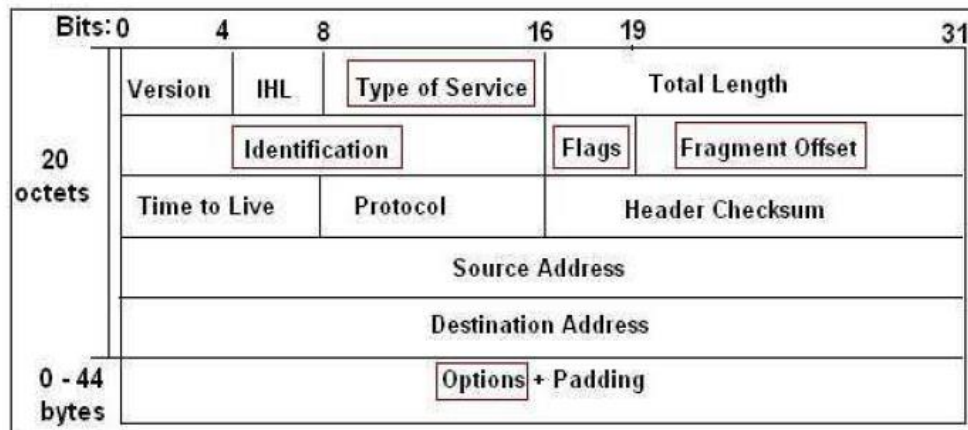 Bits: 0 4 8 16 19 31
Version IHL Type of Service Total Length
Identification Flags Fragment Offset
20
octets
Time to Live Protocol Header Checksum
Source Address
Destination Address
0 - 44
bytes
Options + Padding